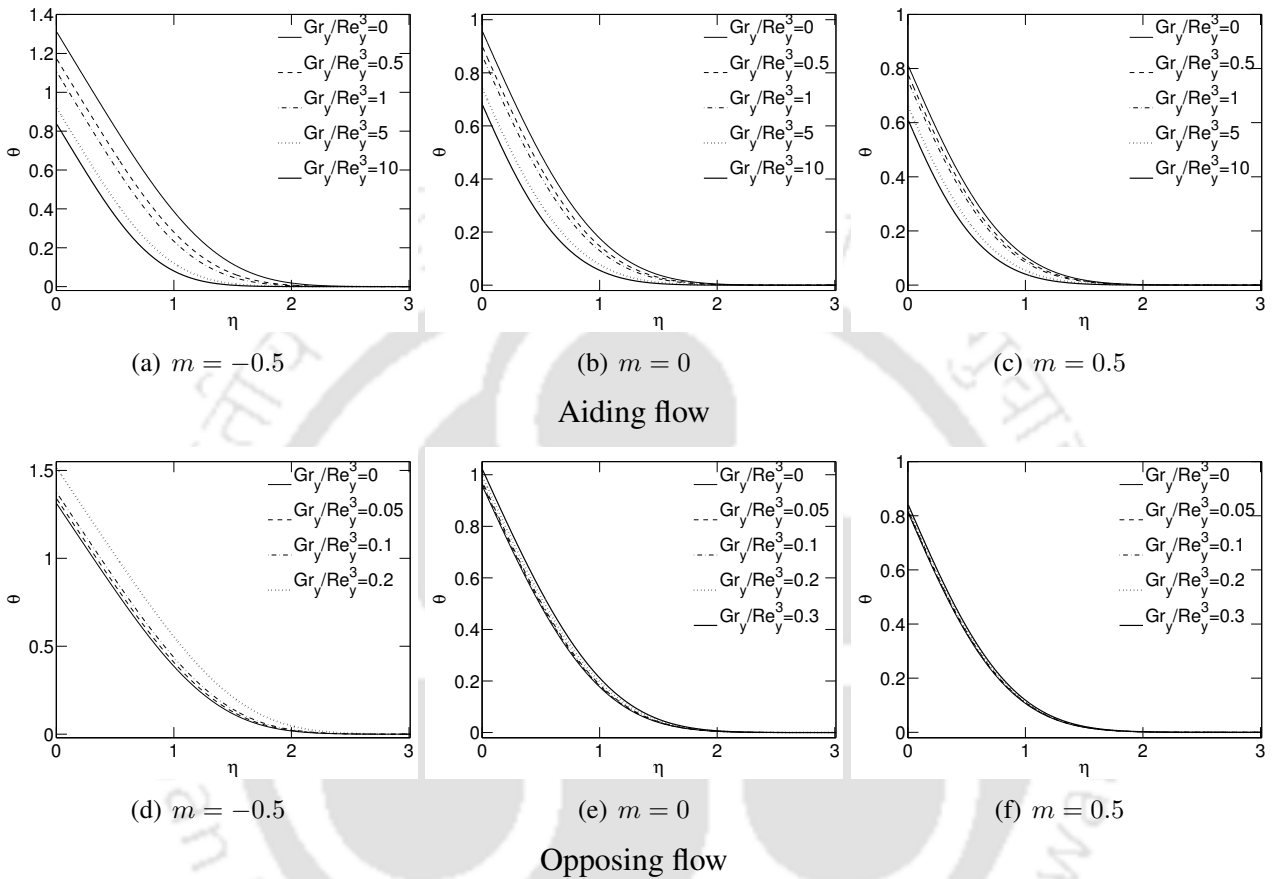 1.4
1.2
1
0.8
0.6
0.4
0.2
0
θ
0 1 2 3
η
Gr_y/Re_y^3=0
Gr_y/Re_y^3=0.5
Gr_y/Re_y^3=1
Gr_y/Re_y^3=5
Gr_y/Re_y^3=10
(a) m = −0.5
1
0.8
0.6
0.4
0.2
0
θ
0 1 2 3
η
Gr_y/Re_y^3=0
Gr_y/Re_y^3=0.5
Gr_y/Re_y^3=1
Gr_y/Re_y^3=5
Gr_y/Re_y^3=10
(b) m = 0
1
0.8
0.6
0.4
0.2
0
θ
0 1 2 3
η
Gr_y/Re_y^3=0
Gr_y/Re_y^3=0.5
Gr_y/Re_y^3=1
Gr_y/Re_y^3=5
Gr_y/Re_y^3=10
(c) m = 0.5
Aiding flow
1.5
1
0.5
0
θ
0 1 2 3
η
Gr_y/Re_y^3=0
Gr_y/Re_y^3=0.05
Gr_y/Re_y^3=0.1
Gr_y/Re_y^3=0.2
(d) m = −0.5
1
0.8
0.6
0.4
0.2
0
θ
0 1 2 3
η
Gr_y/Re_y^3=0
Gr_y/Re_y^3=0.05
Gr_y/Re_y^3=0.1
Gr_y/Re_y^3=0.2
Gr_y/Re_y^3=0.3
(e) m = 0
1
0.8
0.6
0.4
0.2
0
θ
0 1 2 3
η
Gr_y/Re_y^3=0
Gr_y/Re_y^3=0.05
Gr_y/Re_y^3=0.1
Gr_y/Re_y^3=0.2
Gr_y/Re_y^3=0.3
(f) m = 0.5
Opposing flow